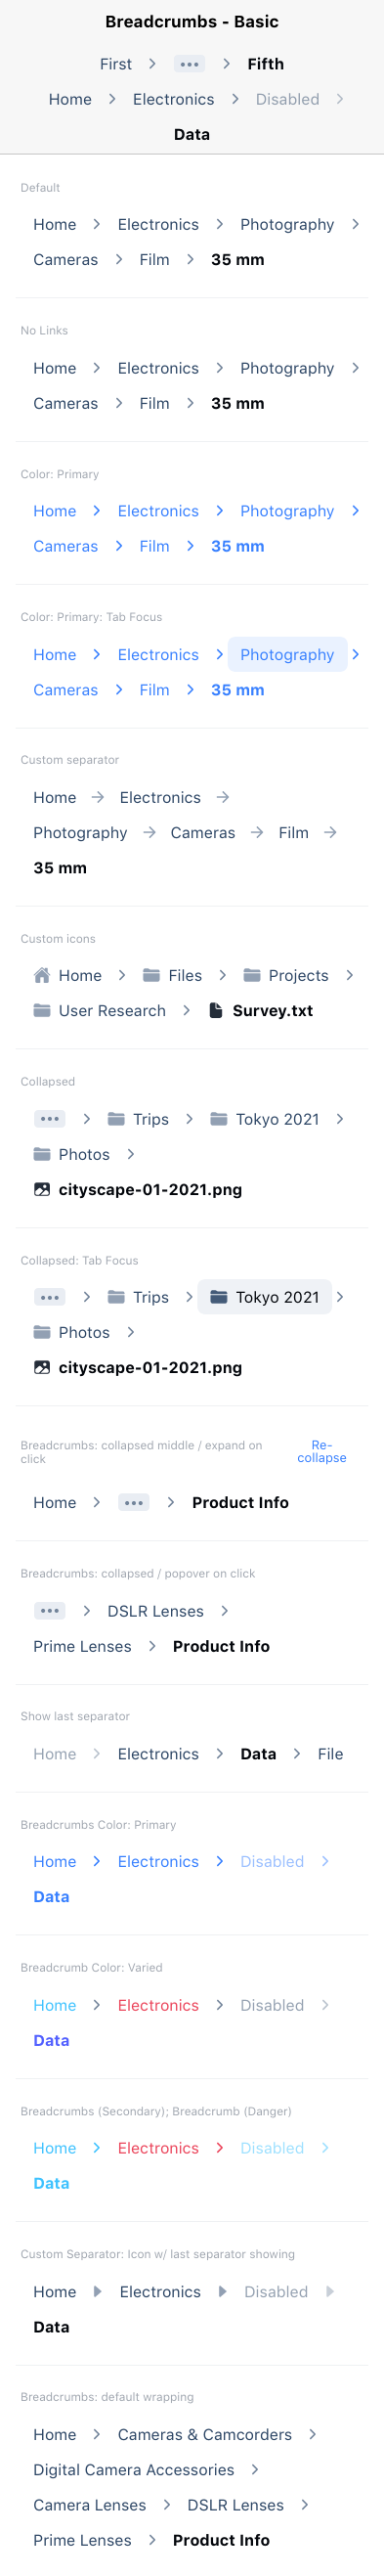 Breadcrumbs - Basic
First > ... > Fifth
Home > Electronics > Disabled >
Data
Default
Home > Electronics > Photography >
Cameras > Film > 35 mm
No Links
Home > Electronics > Photography >
Cameras > Film > 35 mm
Color: Primary
Home > Electronics > Photography >
Cameras > Film > 35 mm
Color: Primary: Tab Focus
Home > Electronics > Photography >
Cameras > Film > 35 mm
Custom separator
Home → Electronics →
Photography → Cameras → Film →
35 mm
Custom icons
Home > Files > Projects >
User Research > Survey.txt
Collapsed
... > Trips > Tokyo 2021 >
Photos >
cityscape-01-2021.png
Collapsed: Tab Focus
... > Trips > Tokyo 2021 >
Photos >
cityscape-01-2021.png
Breadcrumbs: collapsed middle / expand on
click
Re-
collapse
Home > ... > Product Info
Breadcrumbs: collapsed / popover on click
... > DSLR Lenses >
Prime Lenses > Product Info
Show last separator
Home > Electronics > Data > File
Breadcrumbs Color: Primary
Home > Electronics > Disabled >
Data
Breadcrumb Color: Varied
Home > Electronics > Disabled >
Data
Breadcrumbs (Secondary); Breadcrumb (Danger)
Home > Electronics > Disabled >
Data
Custom Separator: Icon w/ last separator showing
Home ▶ Electronics ▶ Disabled ▶
Data
Breadcrumbs: default wrapping
Home > Cameras & Camcorders >
Digital Camera Accessories >
Camera Lenses > DSLR Lenses >
Prime Lenses > Product Info